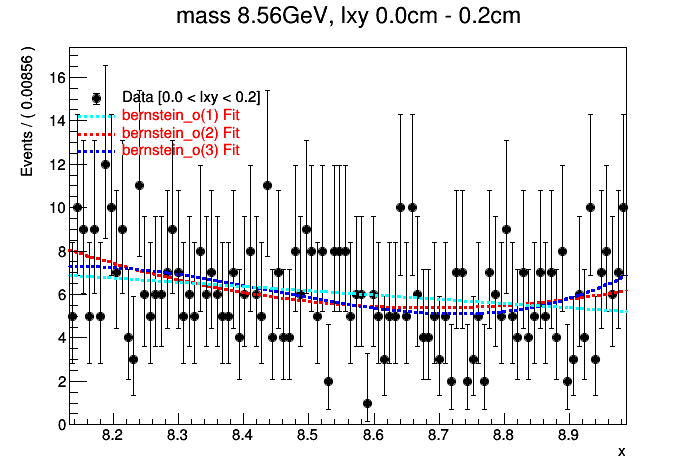 mass 8.56GeV, lxy 0.0cm - 0.2cm
Events / ( 0.00856 )
16
14
12
10
8
6
4
2
0
Data [0.0 < lxy < 0.2]
bernstein_o(1) Fit
bernstein_o(2) Fit
bernstein_o(3) Fit
8.2 8.3 8.4 8.5 8.6 8.7 8.8 8.9
x